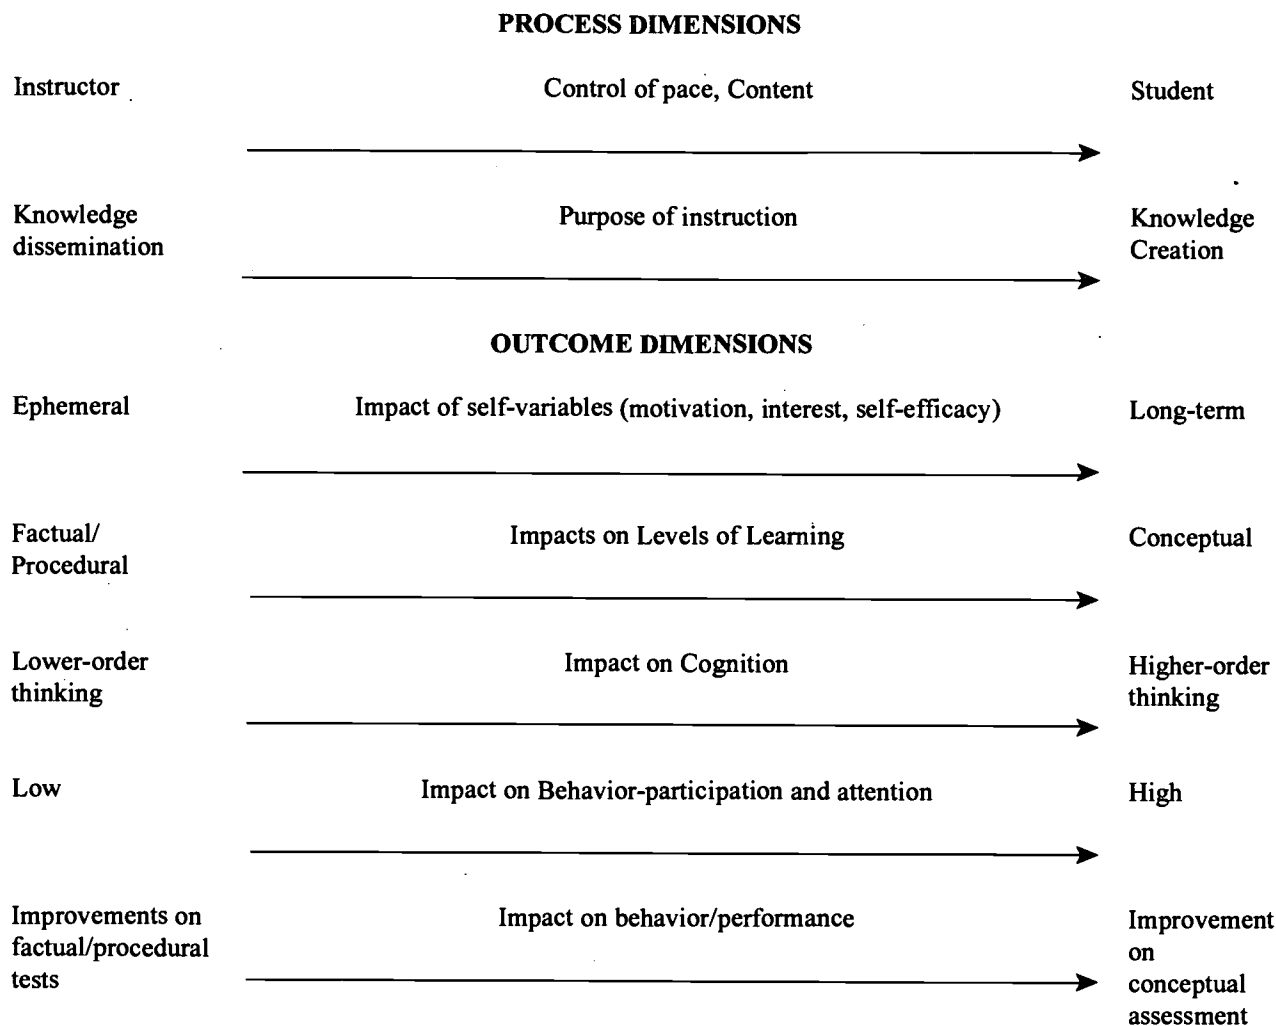 PROCESS DIMENSIONS
Instructor
Control of pace, Content
Student
Knowledge
dissemination
Purpose of instruction
Knowledge
Creation
OUTCOME DIMENSIONS
Ephemeral
Impact of self-variables (motivation, interest, self-efficacy)
Long-term
Factual/
Procedural
Impacts on Levels of Learning
Conceptual
Lower-order
thinking
Impact on Cognition
Higher-order
thinking
Low
Impact on Behavior-participation and attention
High
Improvements on
factual/procedural
tests
Impact on behavior/performance
Improvement
on
conceptual
assessment